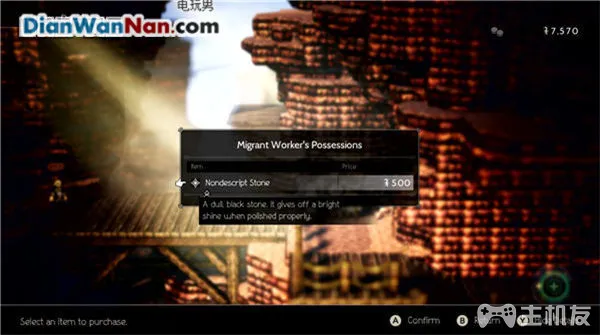 电玩男
DianWanNan.com
7,570
Migrant Worker's Possessions
Item Price
Nondescript Stone 500
A dull, black stone. It gives off a bright
shine when polished properly.
Select an item to purchase.
A Confirm B Return Y
主机友